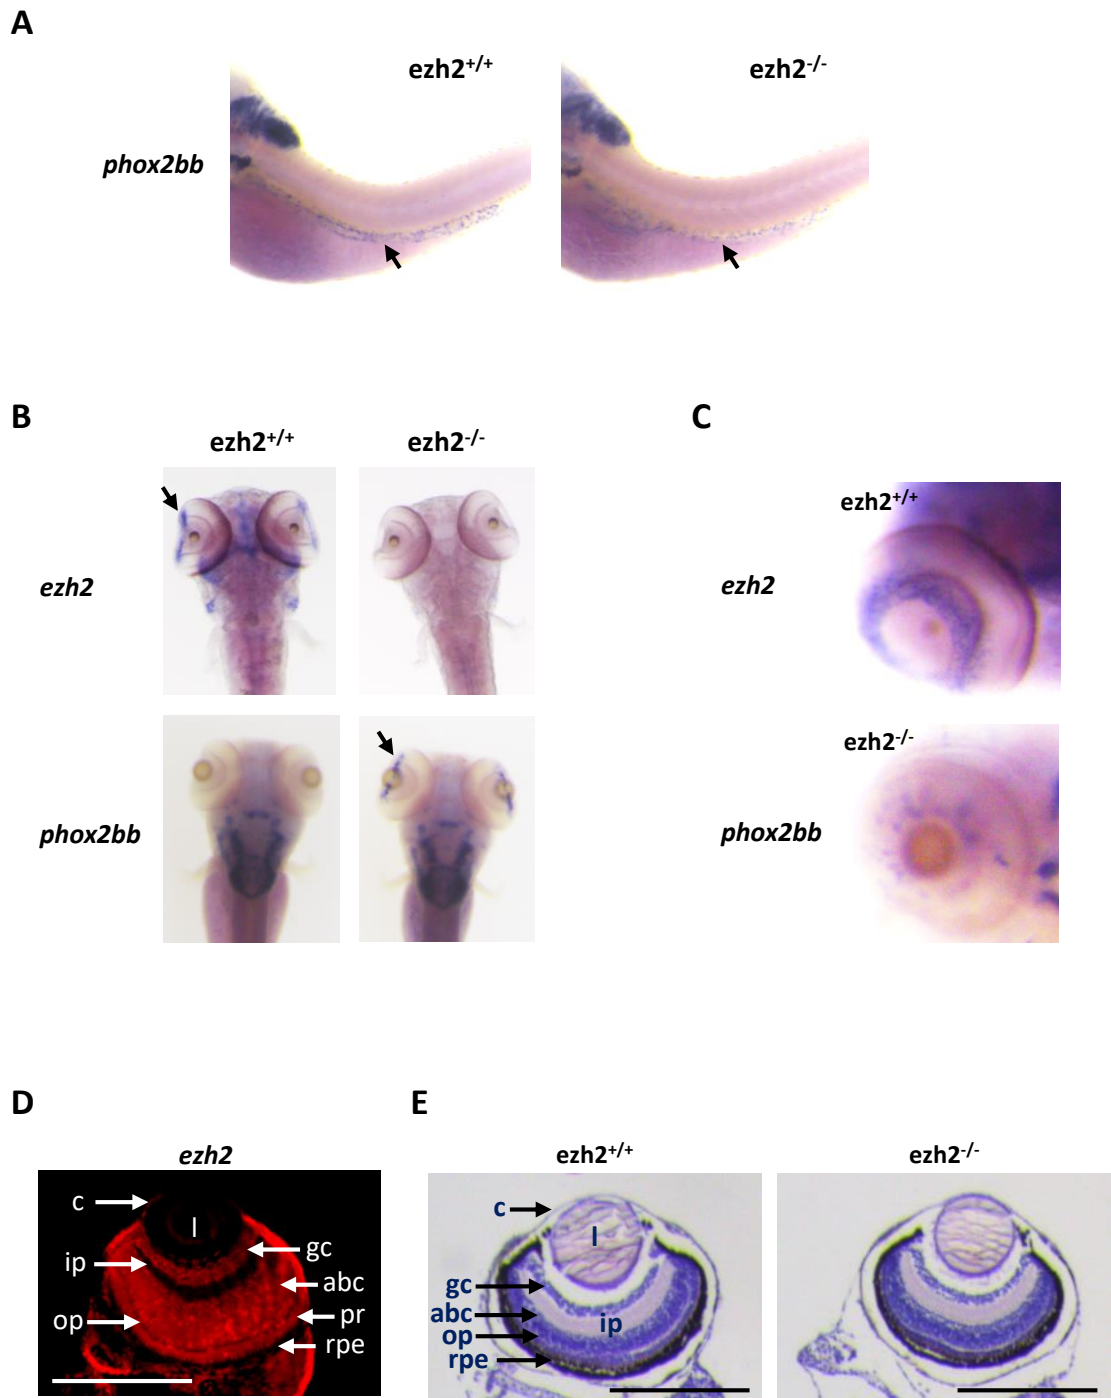 A
ezh2+/+ ezh2-/-
phox2bb
B
ezh2+/+ ezh2-/-
ezh2
phox2bb
C
ezh2+/+
ezh2
ezh2-/-
phox2bb
D
ezh2
c
l
gc
ip
abc
op
pr
rpe
E
ezh2+/+ ezh2-/-
c
l
gc
abc
ip
op
rpe